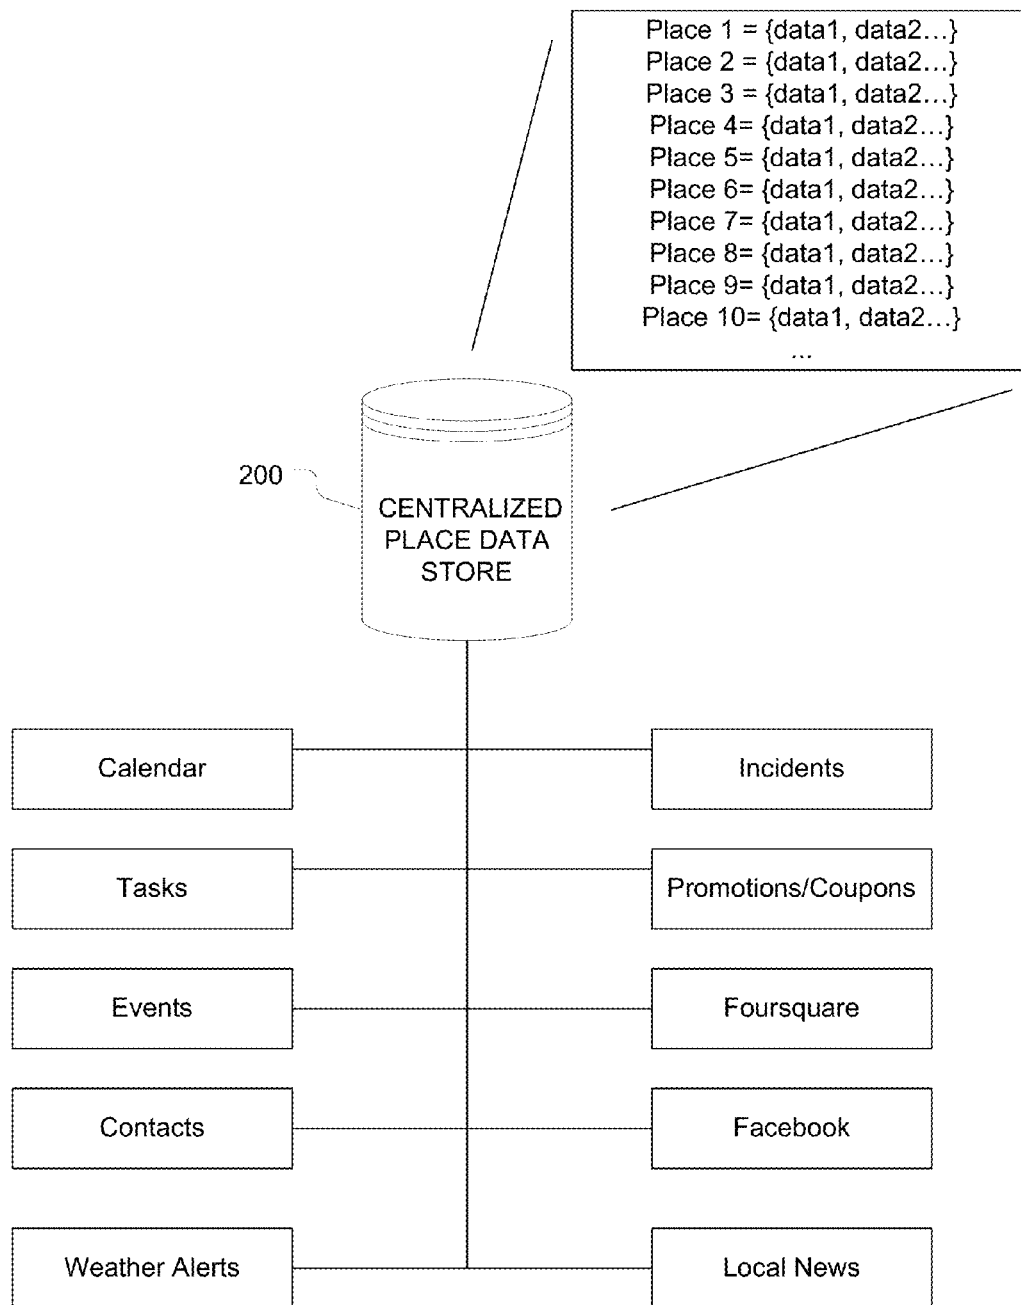 Place 1 = {data1, data2...}
Place 2 = {data1, data2...}
Place 3 = {data1, data2...}
Place 4= {data1, data2...}
Place 5= {data1, data2...}
Place 6= {data1, data2...}
Place 7= {data1, data2...}
Place 8= {data1, data2...}
Place 9= {data1, data2...}
Place 10= {data1, data2...}
...
200
CENTRALIZED
PLACE DATA
STORE
Calendar
Incidents
Tasks
Promotions/Coupons
Events
Foursquare
Contacts
Facebook
Weather Alerts
Local News